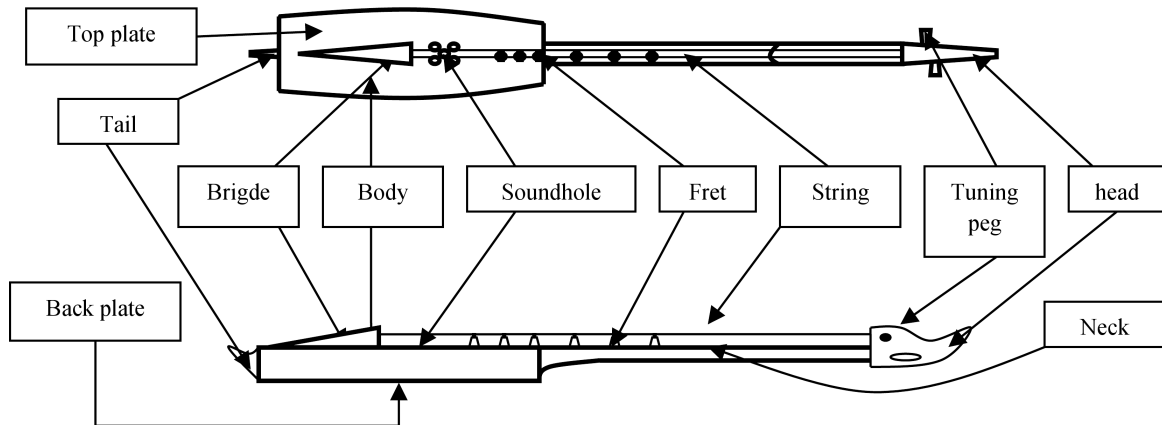 Top plate
Tail
Brigde
Body
Soundhole
Fret
String
Tuning
peg
head
Back plate
Neck